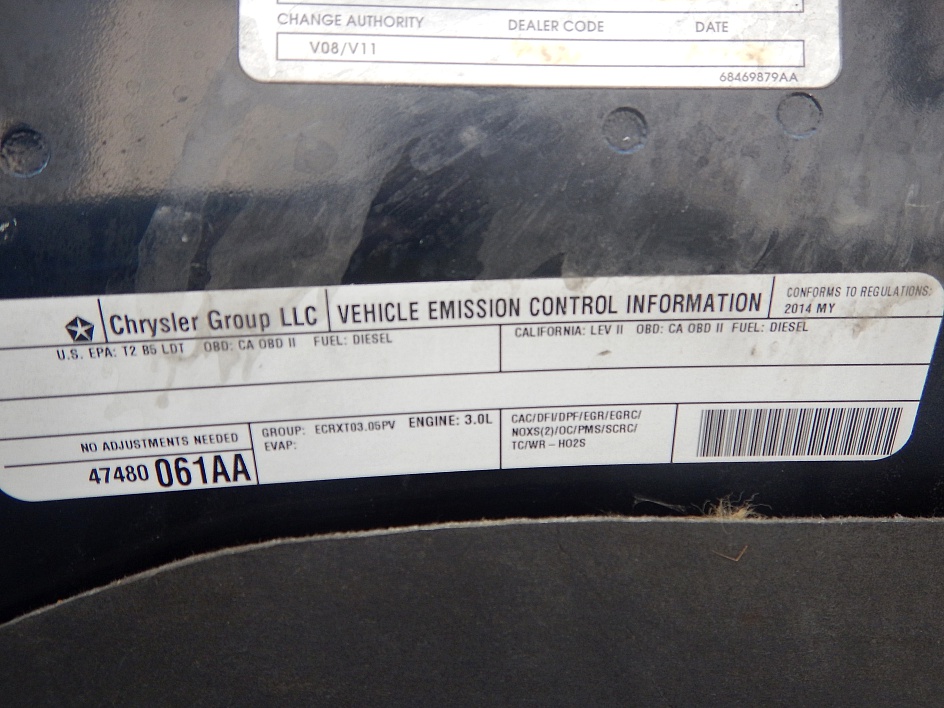 CHANGE AUTHORITY DEALER CODE DATE
V08/V11
68469879AA
Chrysler Group LLC VEHICLE EMISSION CONTROL INFORMATION CONFORMS TO REGULATIONS:
2014 MY
U.S. EPA: T2 B5 LDT OBD: CA OBD II FUEL: DIESEL
CALIFORNIA: LEV II OBD: CA OBD II FUEL: DIESEL
NO ADJUSTMENTS NEEDED
47480 061AA
GROUP: ECRXT03.05PV ENGINE: 3.0L
EVAP:
CAC/DFI/DPF/EGR/EGRC/
NOXS(2)/OC/PMS/SCRC/
TC/WR – HO2S